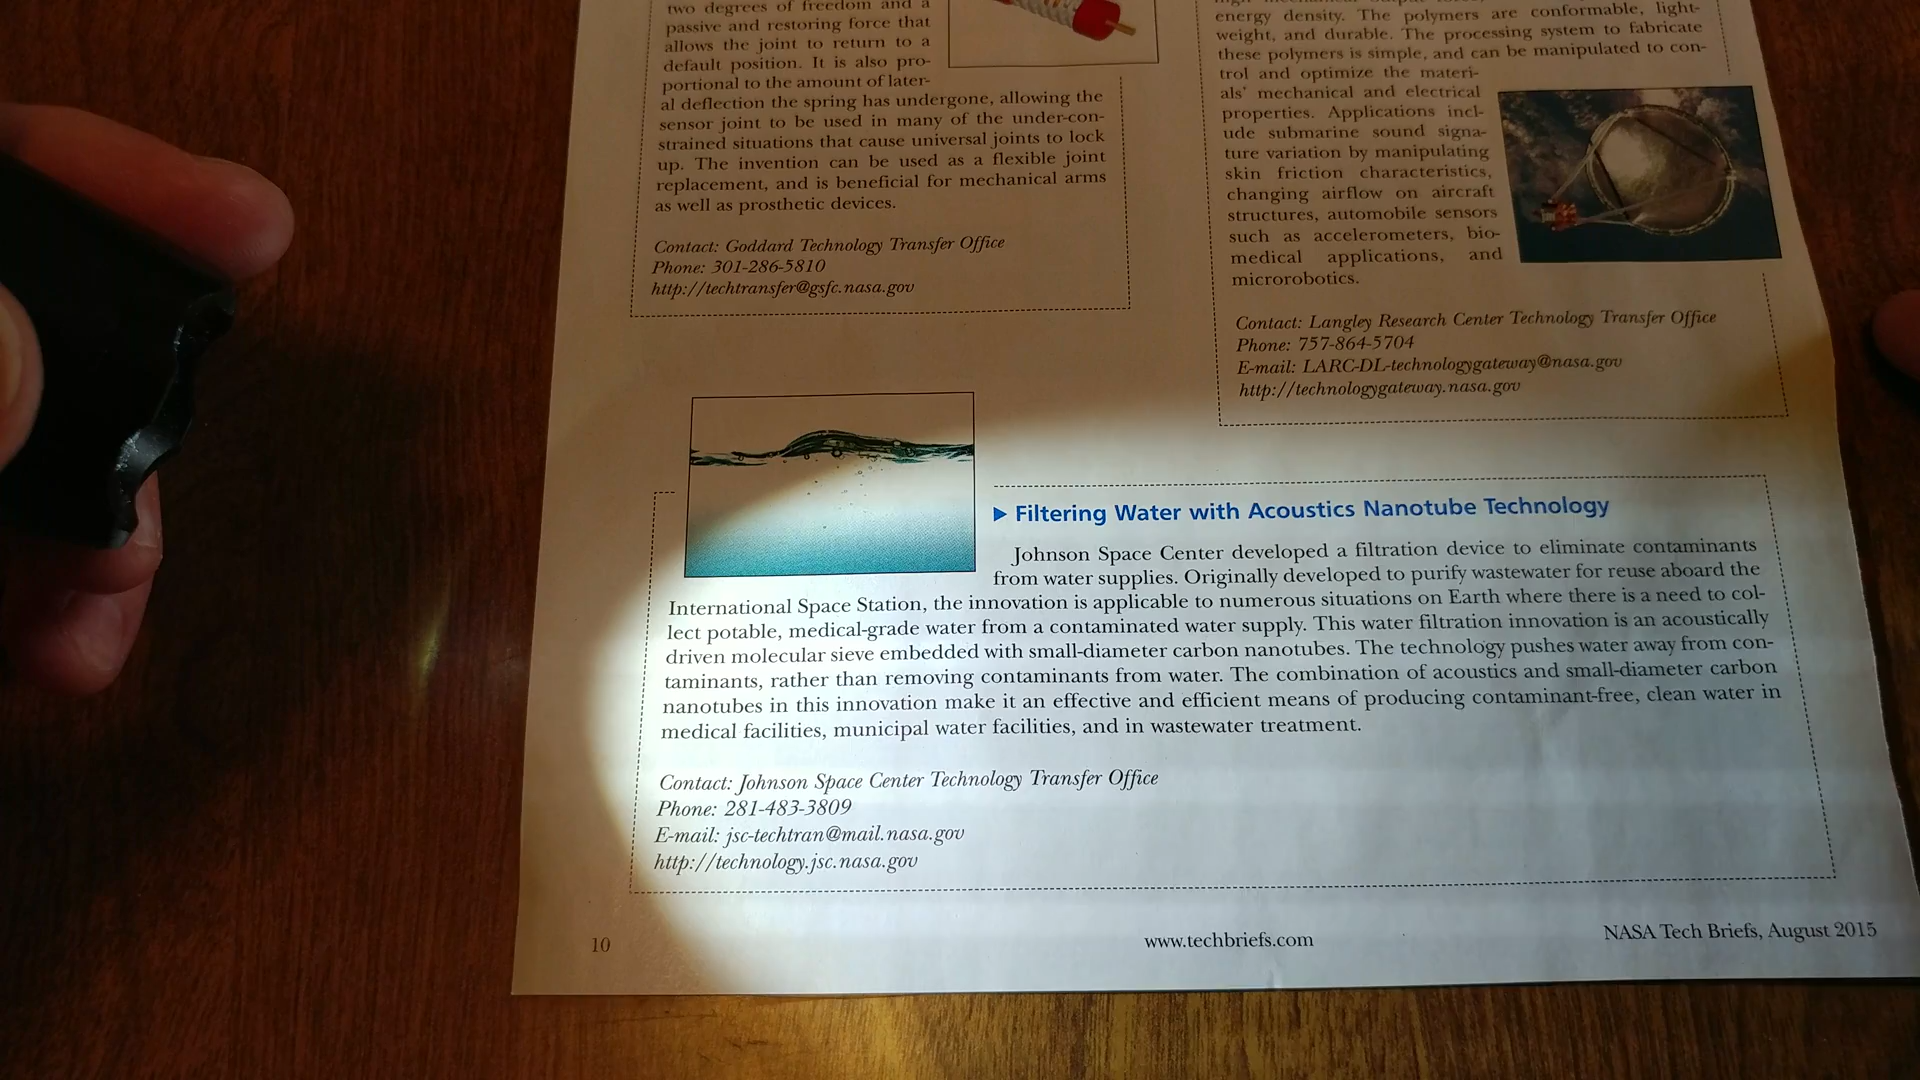 two degrees of freedom and a
passive and restoring force that
allows the joint to return to a
default position. It is also pro-
portional to the amount of later-
al deflection the spring has undergone, allowing the
sensor joint to be used in many of the under-con-
strained situations that cause universal joints to lock
up. The invention can be used as a flexible joint
replacement, and is beneficial for mechanical arms
as well as prosthetic devices.
Contact: Goddard Technology Transfer Office
Phone: 301-286-5810
http://techtransfer@gsfc.nasa.gov
energy density. The polymers are conformable, light-
weight, and durable. The processing system to fabricate
these polymers is simple, and can be manipulated to con-
trol and optimize the materi-
als' mechanical and electrical
properties. Applications incl-
ude submarine sound signa-
ture variation by manipulating
skin friction characteristics,
changing airflow on aircraft
structures, automobile sensors
such as accelerometers, bio-
medical applications, and
microrobotics.
Contact: Langley Research Center Technology Transfer Office
Phone: 757-864-5704
E-mail: LARC-DL-technologygateway@nasa.gov
http://technologygateway.nasa.gov
▶ Filtering Water with Acoustics Nanotube Technology
Johnson Space Center developed a filtration device to eliminate contaminants
from water supplies. Originally developed to purify wastewater for reuse aboard the
International Space Station, the innovation is applicable to numerous situations on Earth where there is a need to col-
lect potable, medical-grade water from a contaminated water supply. This water filtration innovation is an acoustically
driven molecular sieve embedded with small-diameter carbon nanotubes. The technology pushes water away from con-
taminants, rather than removing contaminants from water. The combination of acoustics and small-diameter carbon
nanotubes in this innovation make it an effective and efficient means of producing contaminant-free, clean water in
medical facilities, municipal water facilities, and in wastewater treatment.
Contact: Johnson Space Center Technology Transfer Office
Phone: 281-483-3809
E-mail: jsc-techtran@mail.nasa.gov
http://technology.jsc.nasa.gov
10
www.techbriefs.com
NASA Tech Briefs, August 2015